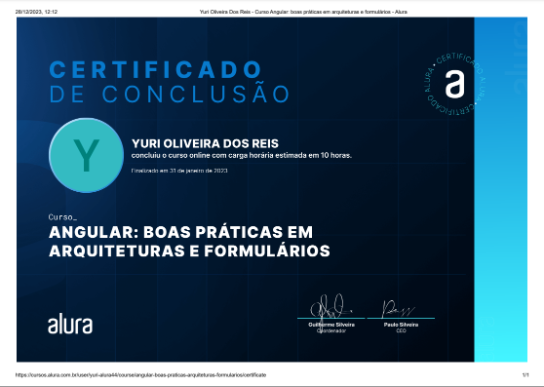 28/12/2023, 12:12
Yuri Oliveira Dos Reis - Curso Angular: boas práticas em arquiteturas e formulários - Alura
CERTIFICADO
DE CONCLUSÃO
CERTIFICADO ALURA · CERTIFICADO ALURA ·
a
alura
Y
YURI OLIVEIRA DOS REIS
concluiu o curso online com carga horária estimada em 10 horas.
Finalizado em 31 de janeiro de 2023
Curso_
ANGULAR: BOAS PRÁTICAS EM
ARQUITETURAS E FORMULÁRIOS
alura
Guilherme Silveira
Coordenador
Paulo Silveira
CEO
https://cursos.alura.com.br/user/yuri-alura44/course/angular-boas-praticas-arquiteturas-formularios/certificate
1/1